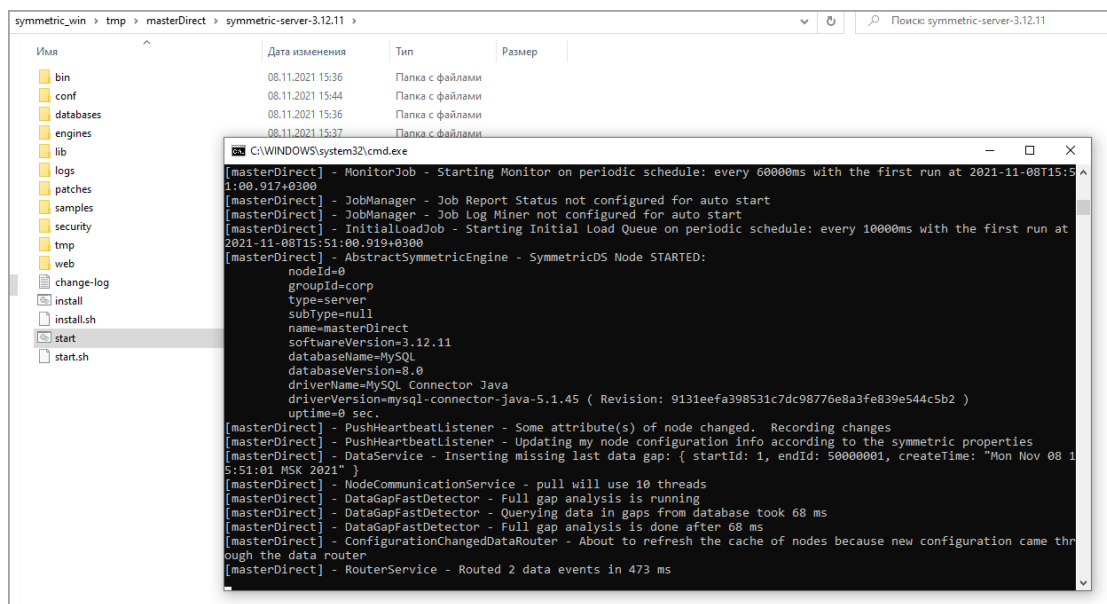 symmetric_win › tmp › masterDirect › symmetric-server-3.12.11 ›
Поиск: symmetric-server-3.12.11
Имя Дата изменения Тип Размер
bin 08.11.2021 15:36 Папка с файлами
conf 08.11.2021 15:44 Папка с файлами
databases 08.11.2021 15:36 Папка с файлами
engines 08.11.2021 15:37 Папка с файлами
lib
logs
patches
samples
security
tmp
web
change-log
install
install.sh
start
start.sh
C:\WINDOWS\system32\cmd.exe
[masterDirect] - MonitorJob - Starting Monitor on periodic schedule: every 60000ms with the first run at 2021-11-08T15:5
1:00.917+0300
[masterDirect] - JobManager - Job Report Status not configured for auto start
[masterDirect] - JobManager - Job Log Miner not configured for auto start
[masterDirect] - InitialLoadJob - Starting Initial Load Queue on periodic schedule: every 10000ms with the first run at
2021-11-08T15:51:00.919+0300
[masterDirect] - AbstractSymmetricEngine - SymmetricDS Node STARTED:
nodeId=0
groupId=corp
type=server
subType=null
name=masterDirect
softwareVersion=3.12.11
databaseName=MySQL
databaseVersion=8.0
driverName=MySQL Connector Java
driverVersion=mysql-connector-java-5.1.45 ( Revision: 9131eefa398531c7dc98776e8a3fe839e544c5b2 )
uptime=0 sec.
[masterDirect] - PushHeartbeatListener - Some attribute(s) of node changed.  Recording changes
[masterDirect] - PushHeartbeatListener - Updating my node configuration info according to the symmetric properties
[masterDirect] - DataService - Inserting missing last data gap: { startId: 1, endId: 50000001, createTime: "Mon Nov 08 1
5:51:01 MSK 2021" }
[masterDirect] - NodeCommunicationService - pull will use 10 threads
[masterDirect] - DataGapFastDetector - Full gap analysis is running
[masterDirect] - DataGapFastDetector - Querying data in gaps from database took 68 ms
[masterDirect] - DataGapFastDetector - Full gap analysis is done after 68 ms
[masterDirect] - ConfigurationChangedDataRouter - About to refresh the cache of nodes because new configuration came thr
ough the data router
[masterDirect] - RouterService - Routed 2 data events in 473 ms